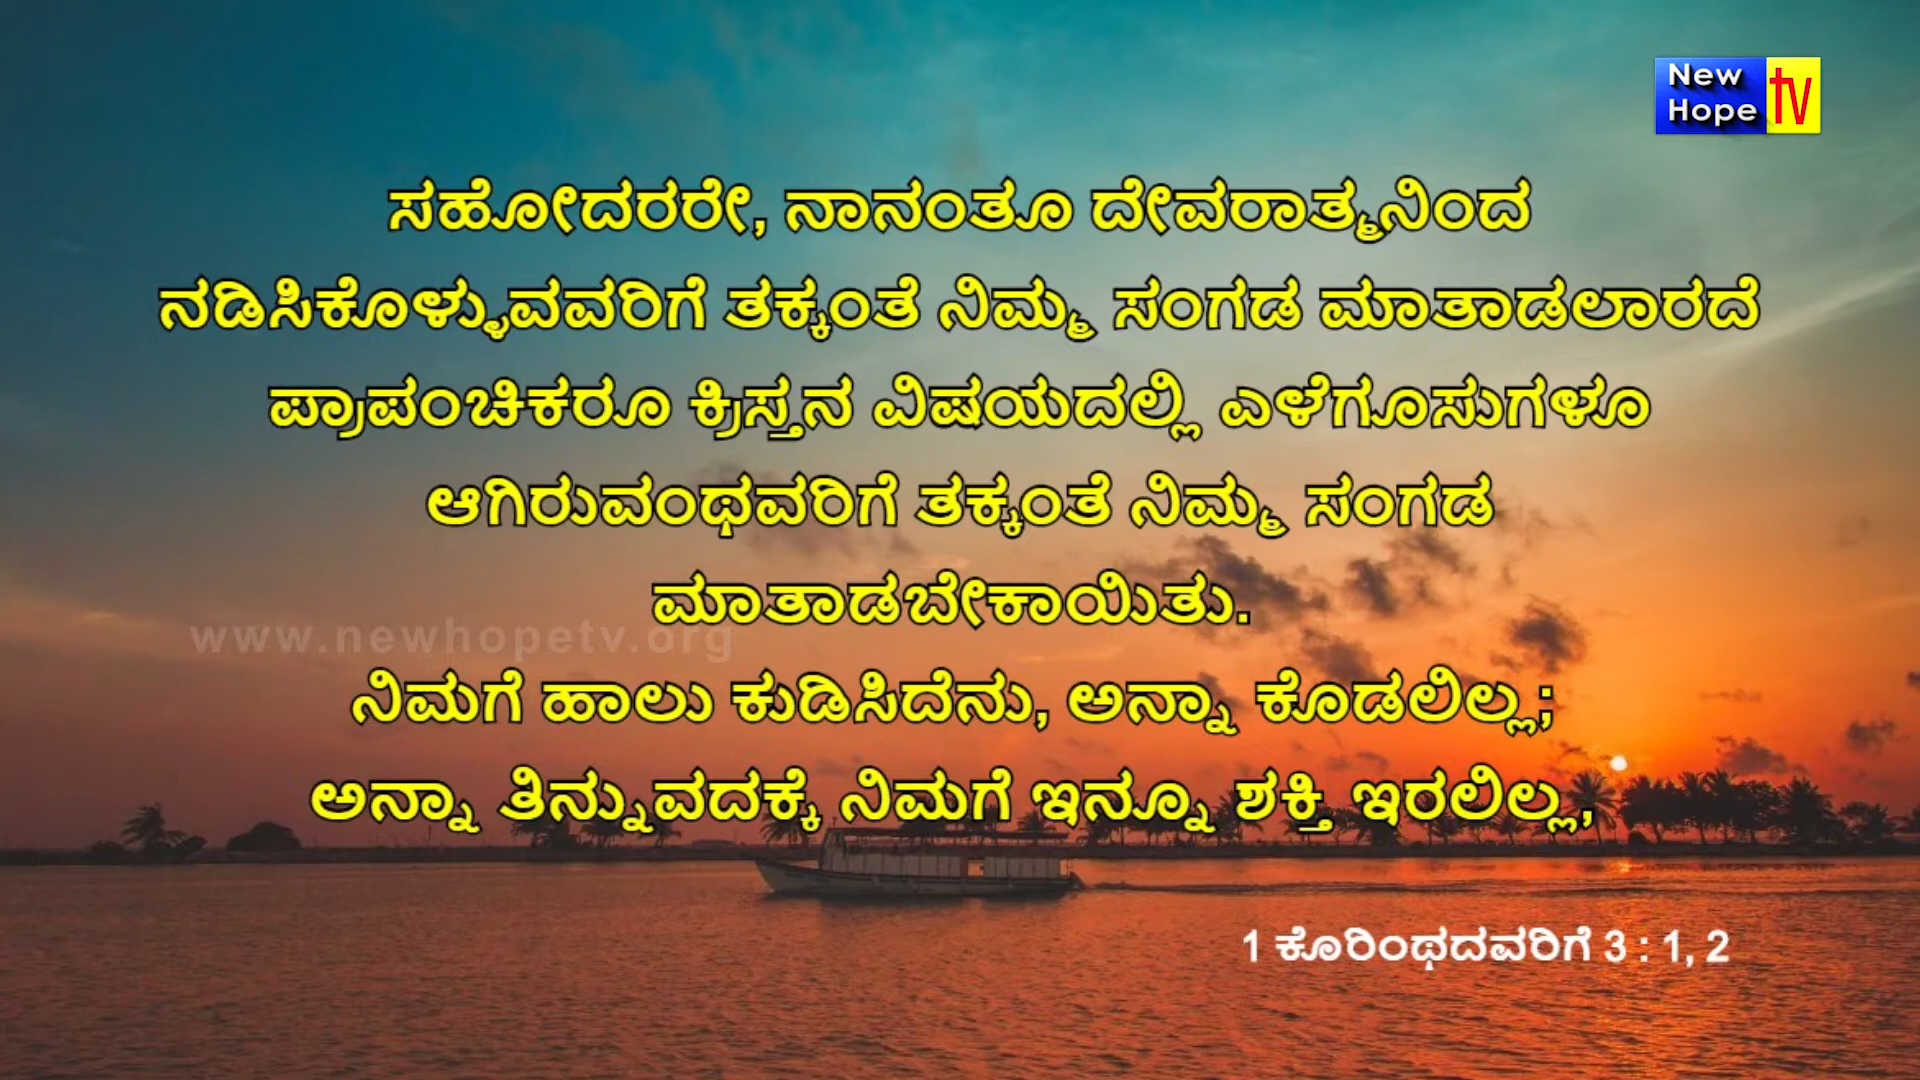 New
Hope
tv
ಸಹೋದರರೇ, ನಾನಂತೂ ದೇವರಾತ್ಮನಿಂದ
ನಡಿಸಿಕೊಳ್ಳುವವರಿಗೆ ತಕ್ಕಂತೆ ನಿಮ್ಮ ಸಂಗಡ ಮಾತಾಡಲಾರದೆ
ಪ್ರಾಪಂಚಿಕರೂ ಕ್ರಿಸ್ತನ ವಿಷಯದಲ್ಲಿ ಎಳೆಗೂಸುಗಳೂ
ಆಗಿರುವಂಥವರಿಗೆ ತಕ್ಕಂತೆ ನಿಮ್ಮ ಸಂಗಡ
ಮಾತಾಡಬೇಕಾಯಿತು.
www.newhopetv.org
ನಿಮಗೆ ಹಾಲು ಕುಡಿಸಿದೆನು, ಅನ್ನಾ ಕೊಡಲಿಲ್ಲ;
ಅನ್ನಾ ತಿನ್ನುವದಕ್ಕೆ ನಿಮಗೆ ಇನ್ನೂ ಶಕ್ತಿ ಇರಲಿಲ್ಲ,
1 ಕೊರಿಂಥದವರಿಗೆ 3 : 1, 2